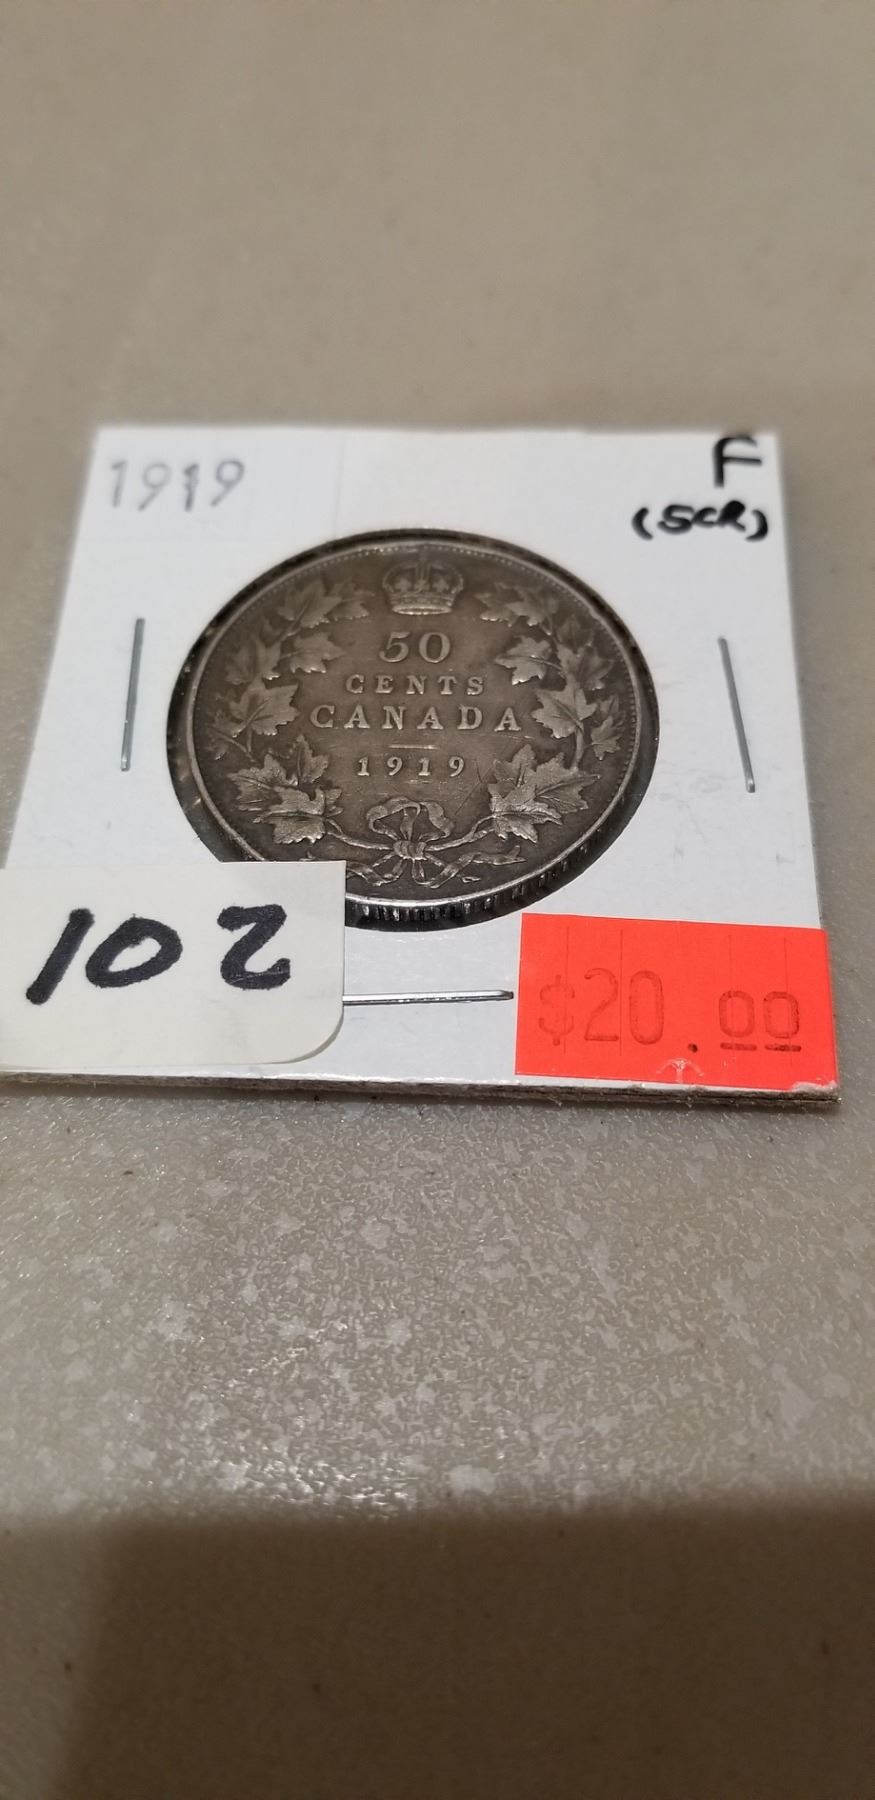 1919
F
(SCR)
50
CENTS
CANADA
1919
102
$20.00